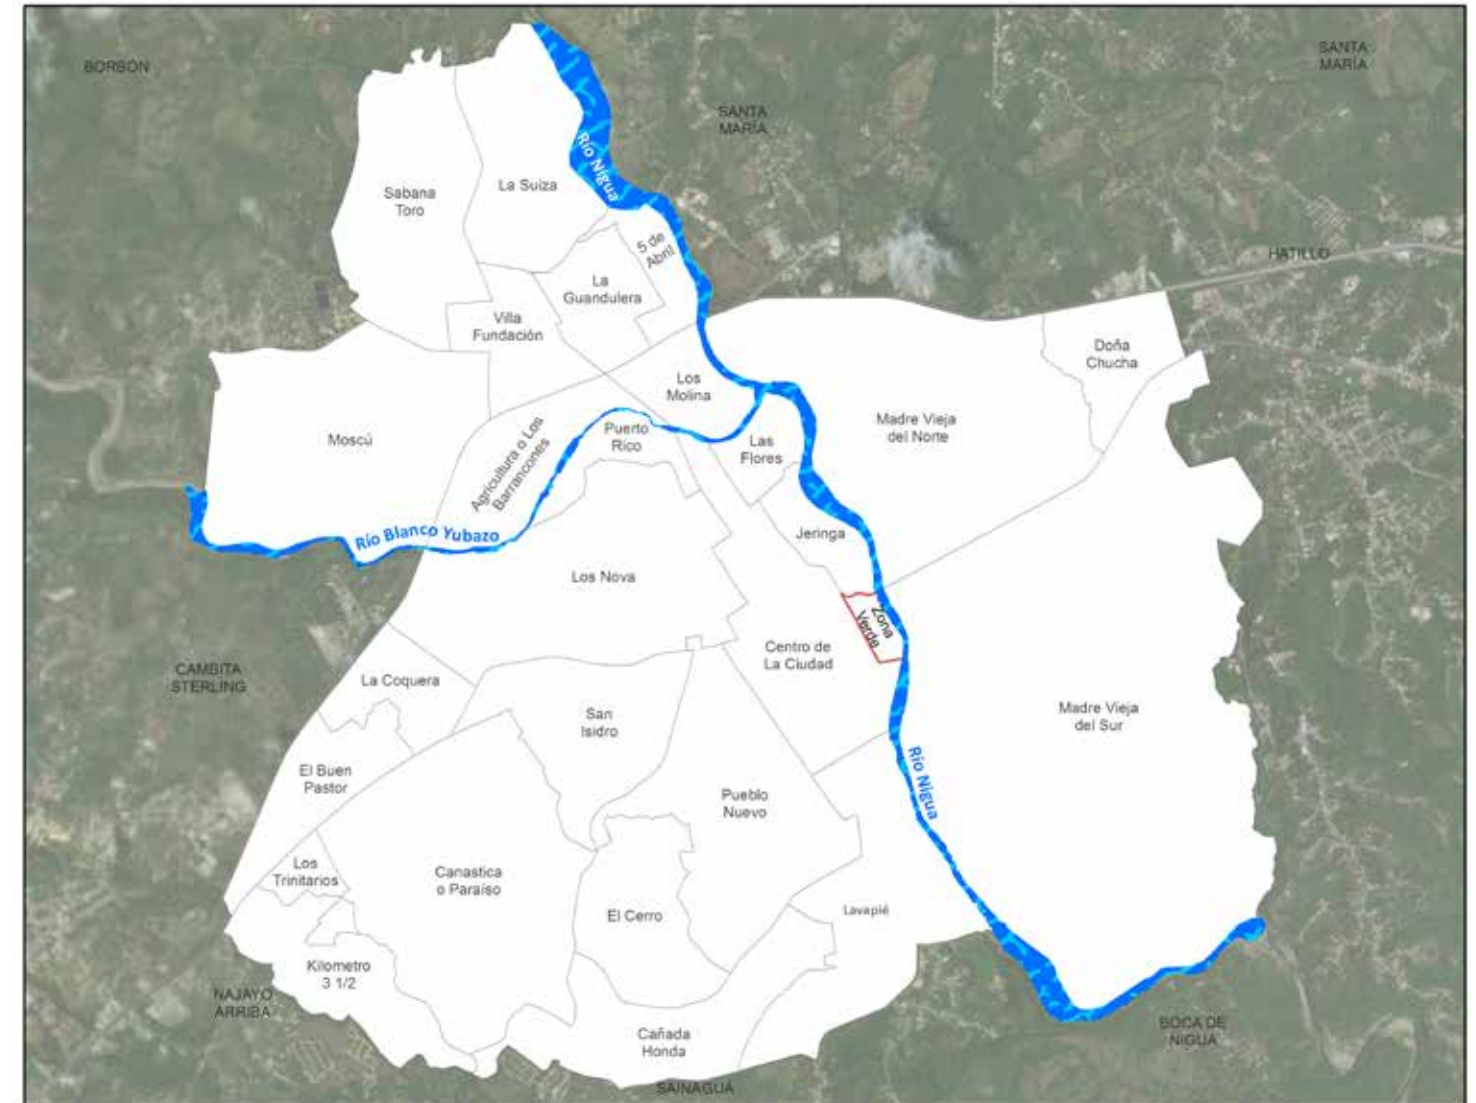 BORBON
SANTA
MARÍA
SANTA
MARÍA
Río Nigua
La Suiza
Sabana
Toro
5 de
Abril
HATILLO
La
Guandulera
Villa
Fundación
Doña
Chucha
Los
Molina
Madre Vieja
del Norte
Puerto
Rico
Moscú
Las
Flores
Agricultura o Los
Barrancones
Río Blanco Yubazo
Jeringa
Los Nova
Zona
Verde
Centro de
La Ciudad
CAMBITA
STERLING
La Coquera
San
Isidro
Madre Vieja
del Sur
El Buen
Pastor
Río Nigua
Pueblo
Nuevo
Los
Trinitarios
Canastica
o Paraíso
El Cerro
Lavapié
Kilometro
3 1/2
NAJAYO
ARRIBA
Cañada
Honda
BOCA DE
NIGUA
SAINAGUÁ